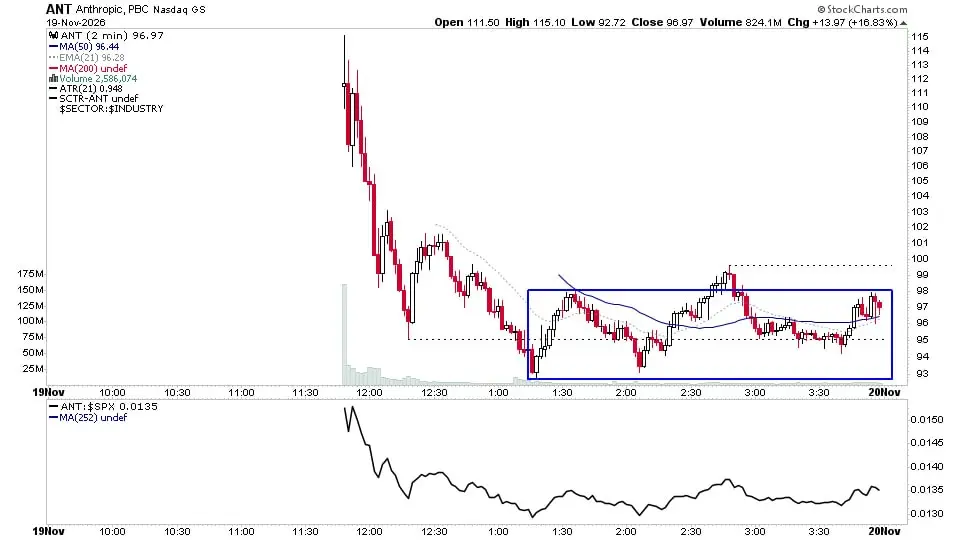 ANT Anthropic, PBC Nasdaq GS
© StockCharts.com
19-Nov-2026
Open 111.50 High 115.10 Low 92.72 Close 96.97 Volume 824.1M Chg +13.97 (+16.83%)
ANT (2 min) 96.97
MA(50) 96.44
EMA(21) 96.28
MA(200) undef
Volume 2,586,074
ATR(21) 0.948
SCTR-ANT undef
$SECTOR:$INDUSTRY
115
114
113
112
111
110
109
108
107
106
105
104
103
102
101
100
99
98
97
96
95
94
93
175M
150M
125M
100M
75M
50M
25M
19Nov 10:00 10:30 11:00 11:30 12:00 12:30 1:00 1:30 2:00 2:30 3:00 3:30 20Nov
ANT:$SPX 0.0135
MA(252) undef
0.0150
0.0145
0.0140
0.0135
0.0130
19Nov 10:00 10:30 11:00 11:30 12:00 12:30 1:00 1:30 2:00 2:30 3:00 3:30 20Nov